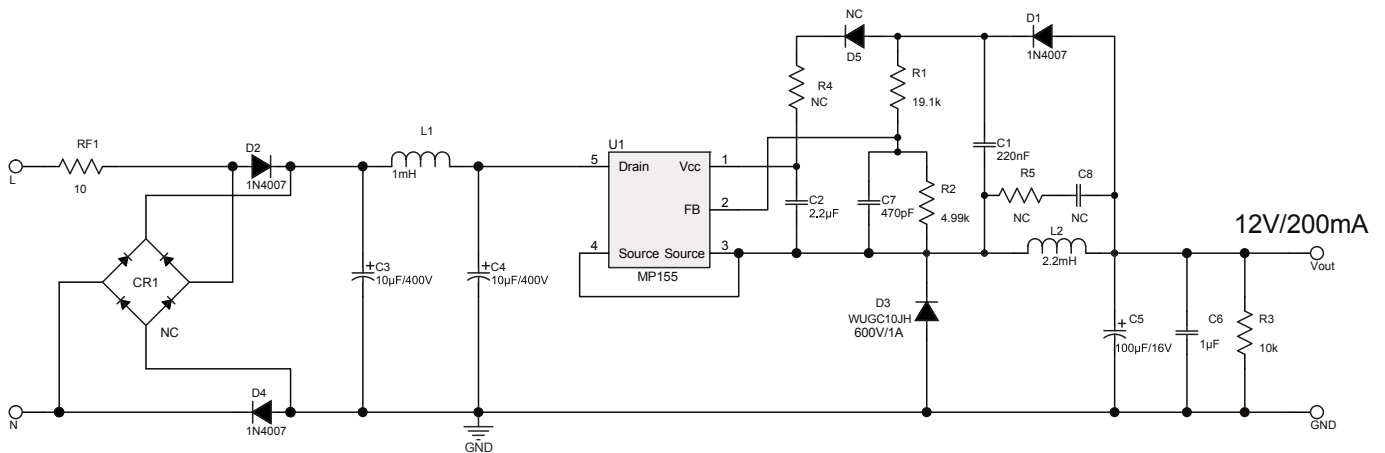 NC
D5
D1
1N4007
R4
NC
R1
19.1k
L
RF1
10
D2
1N4007
L1
1mH
U1
5
Drain
Vcc
1
FB
2
4
Source
Source
3
MP155
C2
2.2µF
C7
470pF
R2
4.99k
C1
220nF
R5
NC
C8
NC
L2
2.2mH
12V/200mA
Vout
CR1
NC
C3
10µF/400V
C4
10µF/400V
D3
WUGC10JH
600V/1A
C5
100µF/16V
C6
1µF
R3
10k
N
D4
1N4007
GND
GND